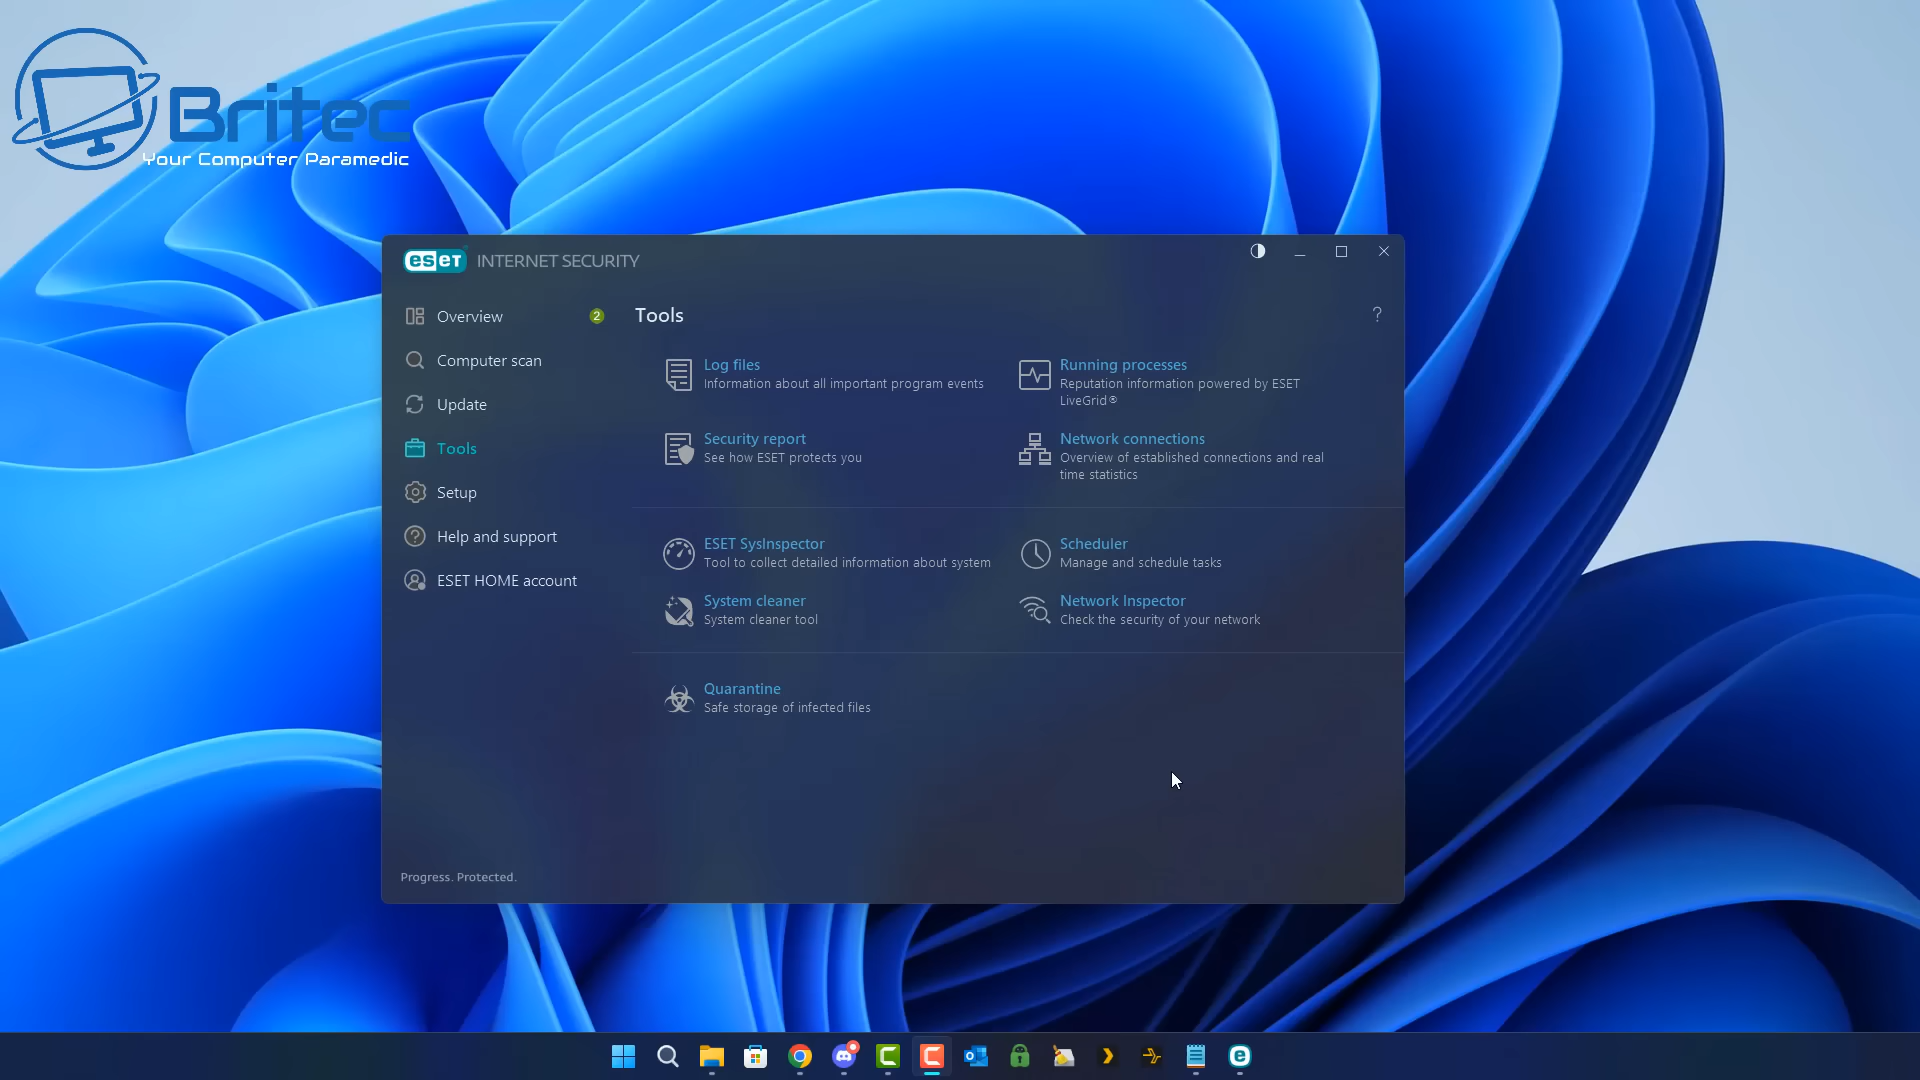 Britec
Your Computer Paramedic
eset INTERNET SECURITY
Overview
2
Computer scan
Update
Tools
Setup
Help and support
ESET HOME account
Progress. Protected.
Tools
?
Log files
Information about all important program events
Running processes
Reputation information powered by ESET
LiveGrid®
Security report
See how ESET protects you
Network connections
Overview of established connections and real
time statistics
ESET SysInspector
Tool to collect detailed information about system
Scheduler
Manage and schedule tasks
System cleaner
System cleaner tool
Network Inspector
Check the security of your network
Quarantine
Safe storage of infected files